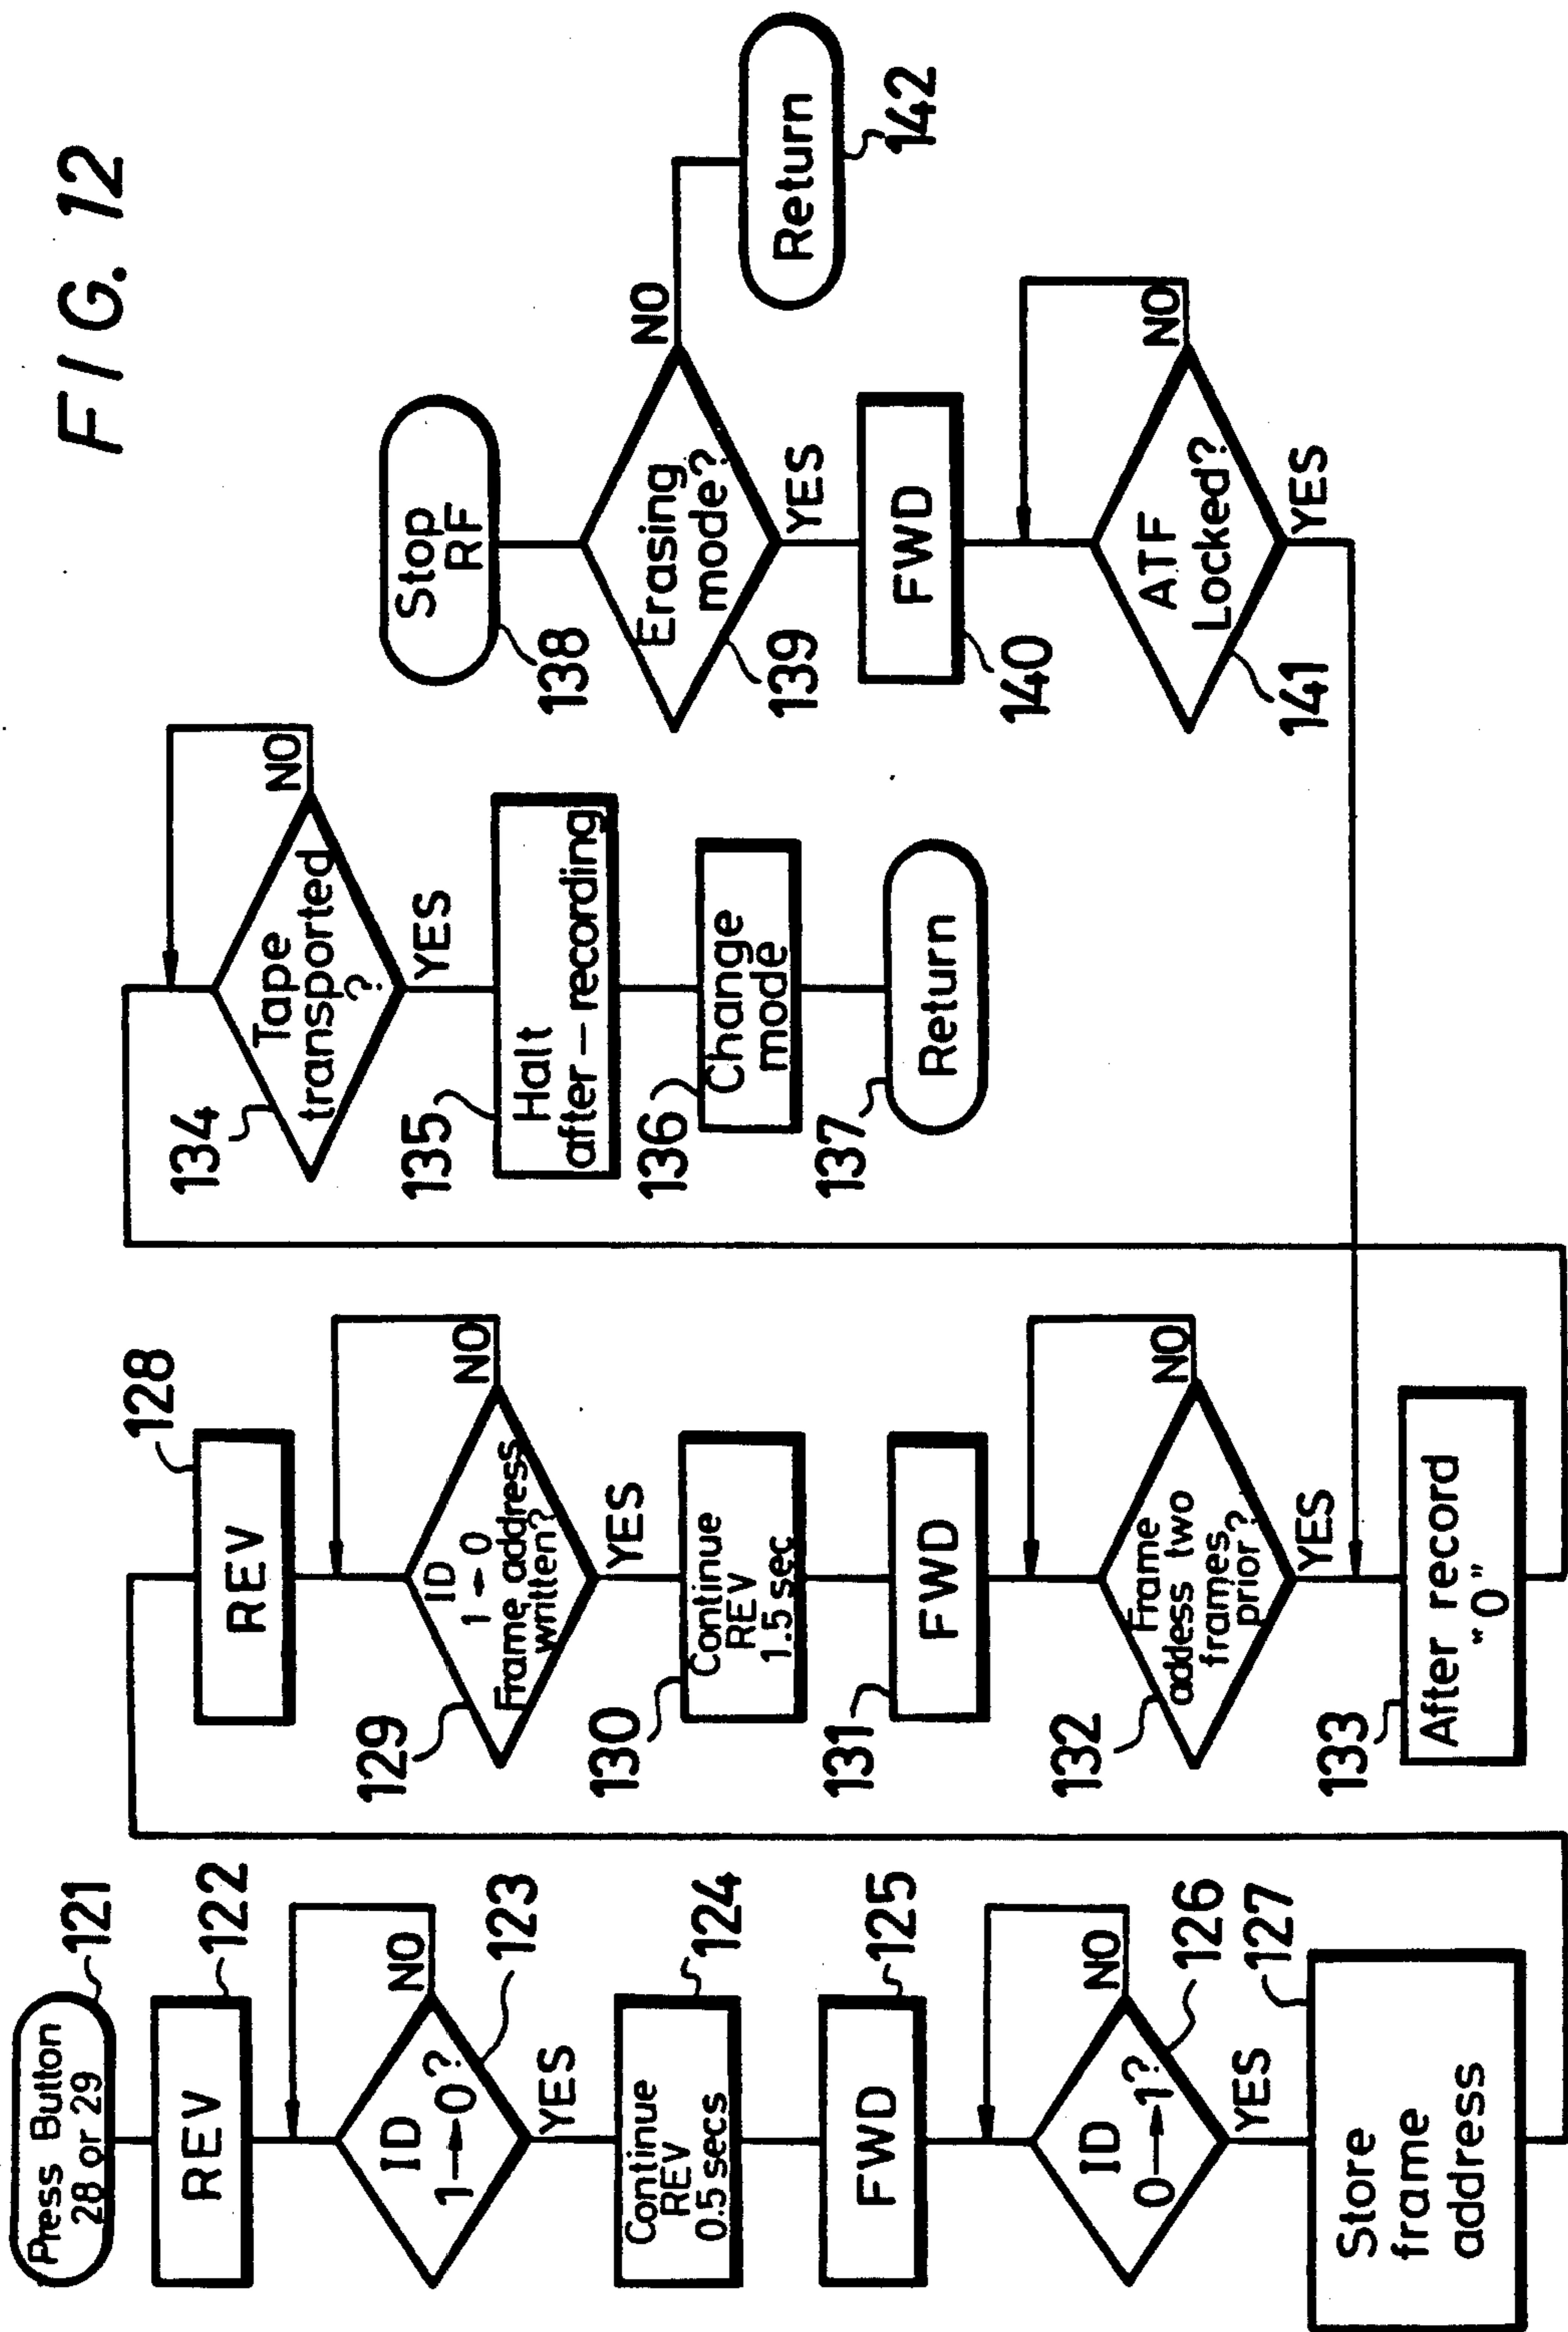 FIG. 12
Press Button
28 or 29
121
REV
122
ID
1→0?
123
NO
YES
Continue
REV
0.5 secs
124
FWD
125
ID
0→1?
126
NO
YES
Store
frame
address
127
REV
128
ID
1←0
Frame address
written?
129
NO
YES
Continue
REV
1.5 sec
130
FWD
131
Frame
addess two
frames
prior?
132
NO
YES
After record
"0"
133
Tape
transported
?
134
NO
YES
Halt
after—recording
135
Change
mode
136
Return
137
Stop
RF
138
Erasing
mode?
139
NO
YES
Return
142
FWD
140
ATF
Locked?
141
NO
YES